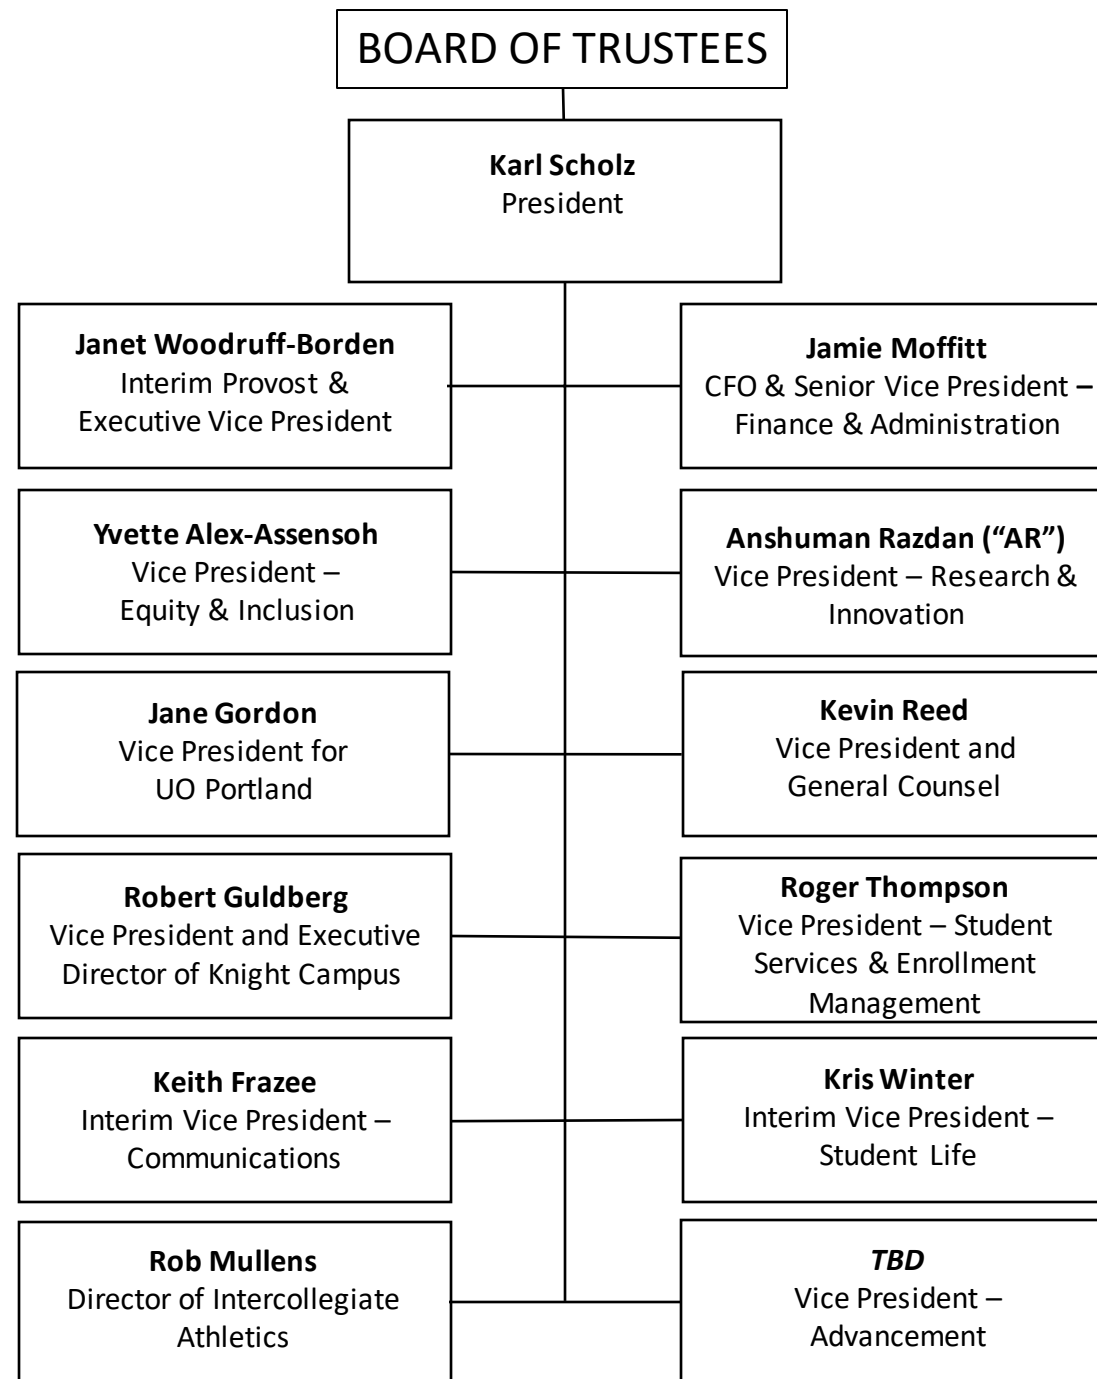 BOARD OF TRUSTEES
Karl Scholz
President
Janet Woodruff-Borden
Interim Provost &
Executive Vice President
Jamie Moffitt
CFO & Senior Vice President –
Finance & Administration
Yvette Alex-Assensoh
Vice President –
Equity & Inclusion
Anshuman Razdan (“AR”)
Vice President – Research &
Innovation
Jane Gordon
Vice President for
UO Portland
Kevin Reed
Vice President and
General Counsel
Robert Guldberg
Vice President and Executive
Director of Knight Campus
Roger Thompson
Vice President – Student
Services & Enrollment
Management
Keith Frazee
Interim Vice President –
Communications
Kris Winter
Interim Vice President –
Student Life
Rob Mullens
Director of Intercollegiate
Athletics
TBD
Vice President –
Advancement